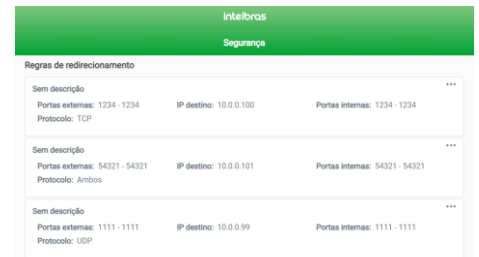 intelbras
Segurança
Regras de redirecionamento
Sem descrição
Portas externas: 1234 - 1234 IP destino: 10.0.0.100 Portas internas: 1234 - 1234
Protocolo: TCP
Sem descrição
Portas externas: 54321 - 54321 IP destino: 10.0.0.101 Portas internas: 54321 - 54321
Protocolo: Ambos
Sem descrição
Portas externas: 1111 - 1111 IP destino: 10.0.0.99 Portas internas: 1111 - 1111
Protocolo: UDP